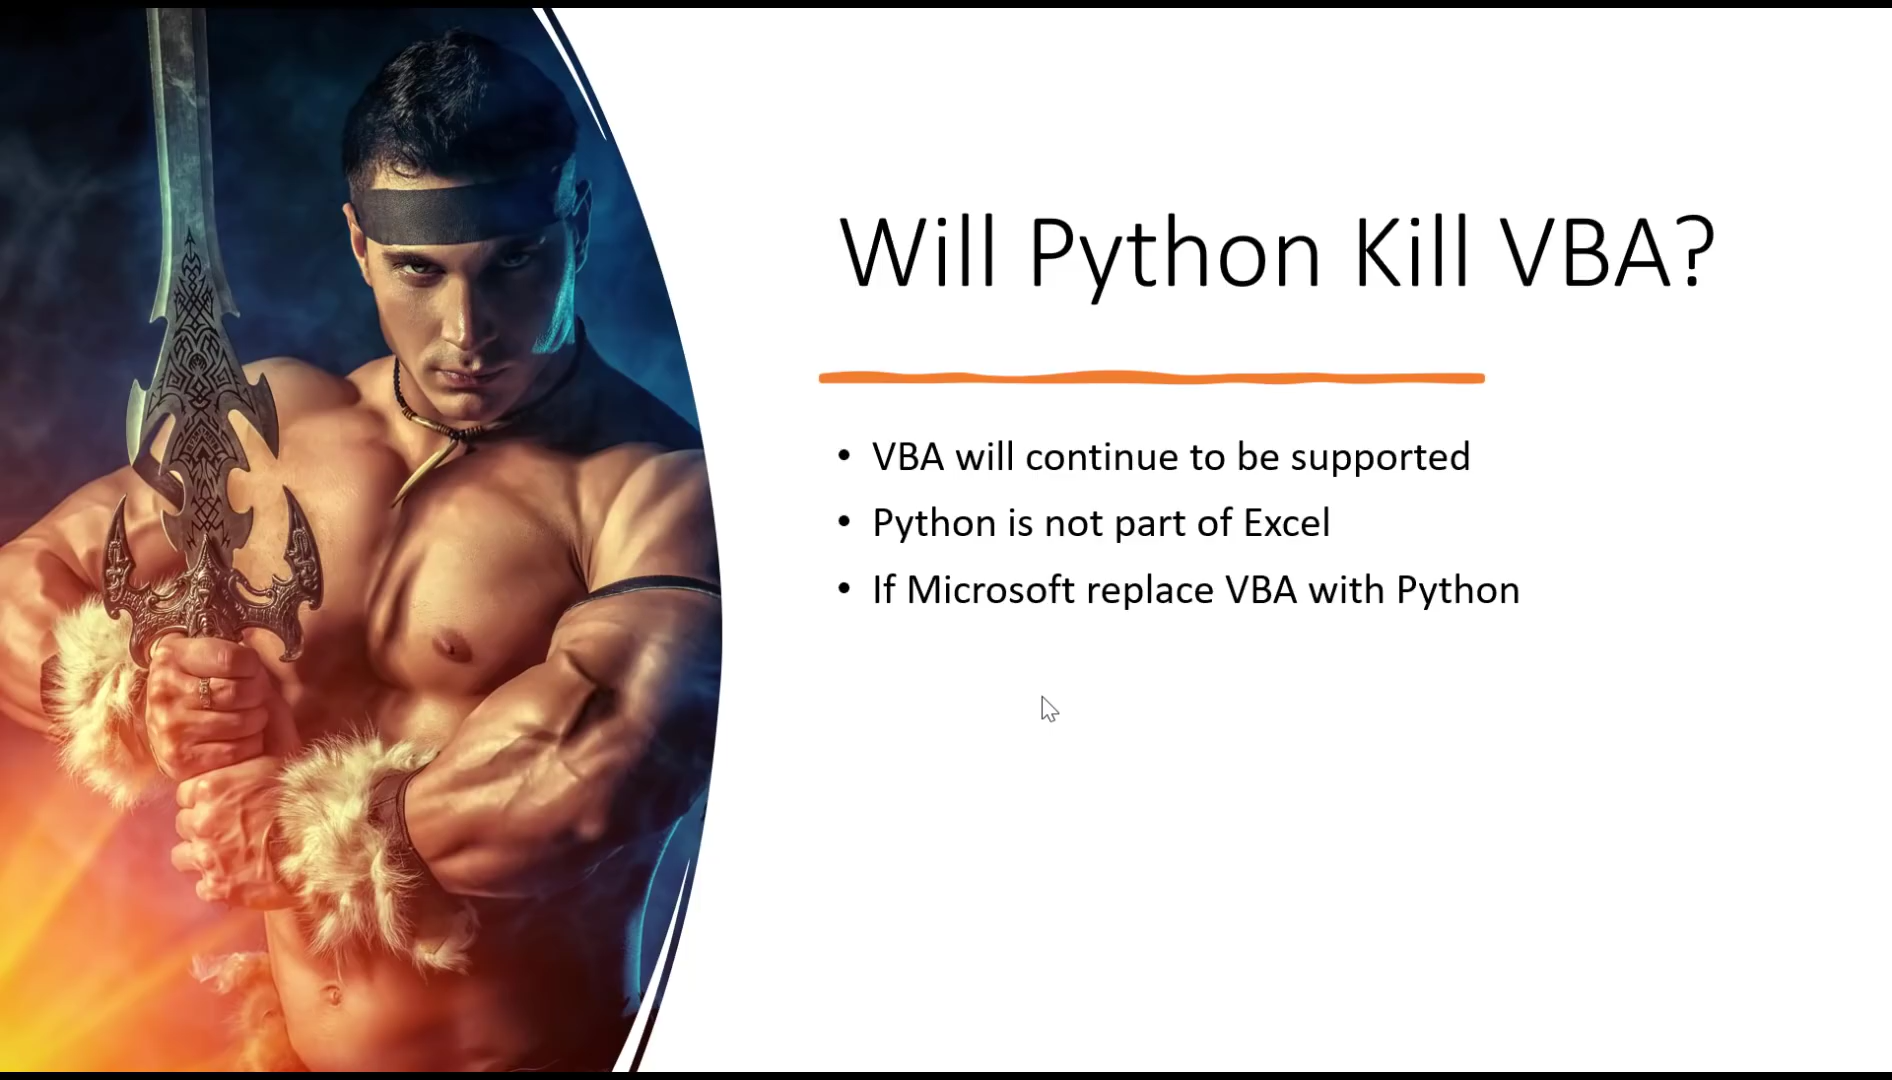 Will Python Kill VBA?
• VBA will continue to be supported
• Python is not part of Excel
• If Microsoft replace VBA with Python